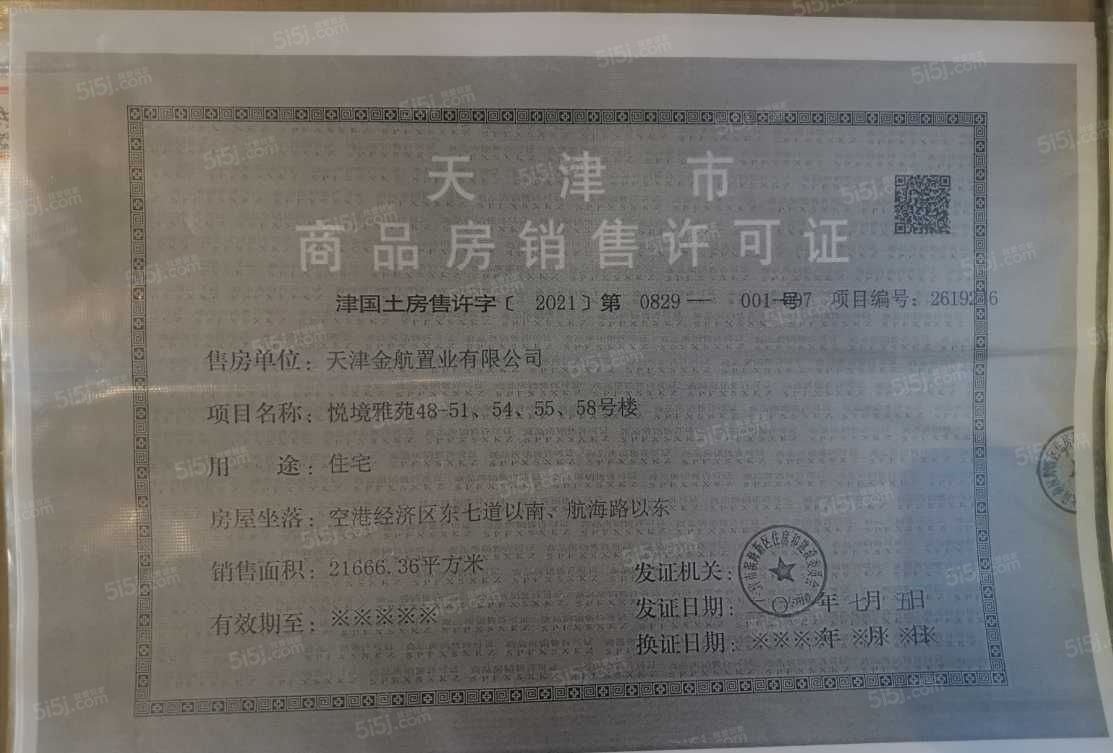 天津市
商品房销售许可证
津国土房售许字〔 2021〕第 0829— 001—
项目编号：
售房单位：天津金航置业有限公司
项目名称：悦境雅苑48-51、54、55、58号楼
用 途：住宅
房屋坐落：空港经济区东七道以南、航海路以东
销售面积：21666.36平方米
有效期至：※※※※※
发证机关：
发证日期： 年 七月 五日
换证日期：※※※※年 ※月 ※日
5i5j.com